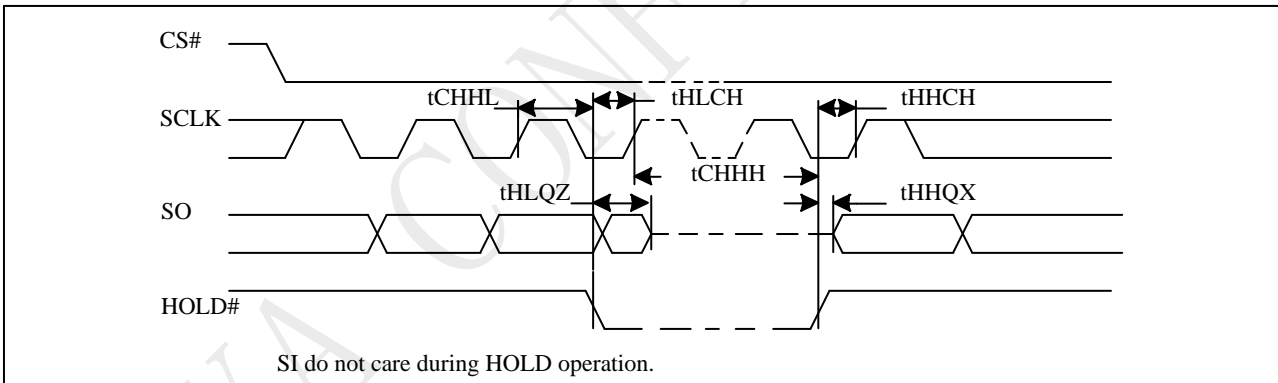 CS#
tCHHL
tHLCH
tHHCH
SCLK
tCHHH
tHLQZ
tHHQX
SO
HOLD#
SI do not care during HOLD operation.